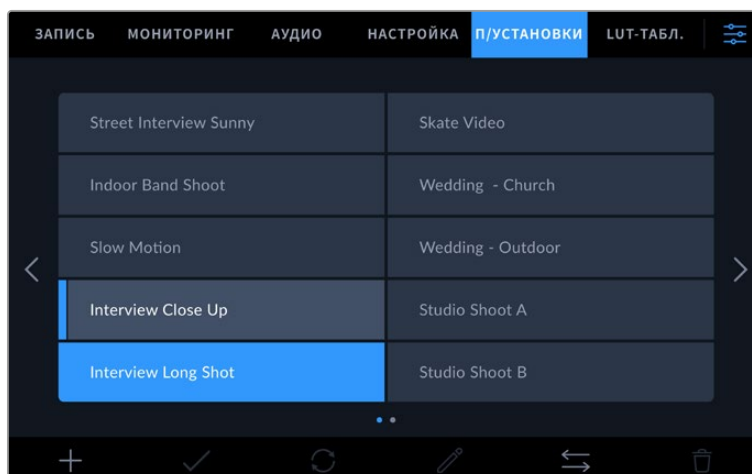 ЗАПИСЬ МОНИТОРИНГ АУДИО НАСТРОЙКА П/УСТАНОВКИ LUT-ТАБЛ.
Street Interview Sunny
Skate Video
Indoor Band Shoot
Wedding - Church
Slow Motion
Wedding - Outdoor
Interview Close Up
Studio Shoot A
Interview Long Shot
Studio Shoot B